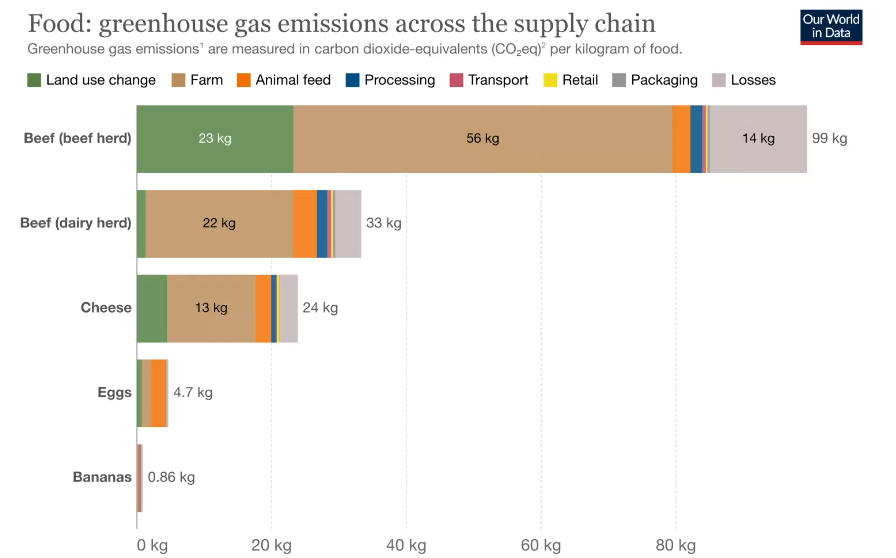 Food: greenhouse gas emissions across the supply chain
Our World
in Data
Greenhouse gas emissions¹ are measured in carbon dioxide-equivalents (CO₂eq)² per kilogram of food.
Land use change Farm Animal feed Processing Transport Retail Packaging Losses
Beef (beef herd) 23 kg 56 kg 14 kg 99 kg
Beef (dairy herd) 22 kg 33 kg
Cheese 13 kg 24 kg
Eggs 4.7 kg
Bananas 0.86 kg
0 kg 20 kg 40 kg 60 kg 80 kg